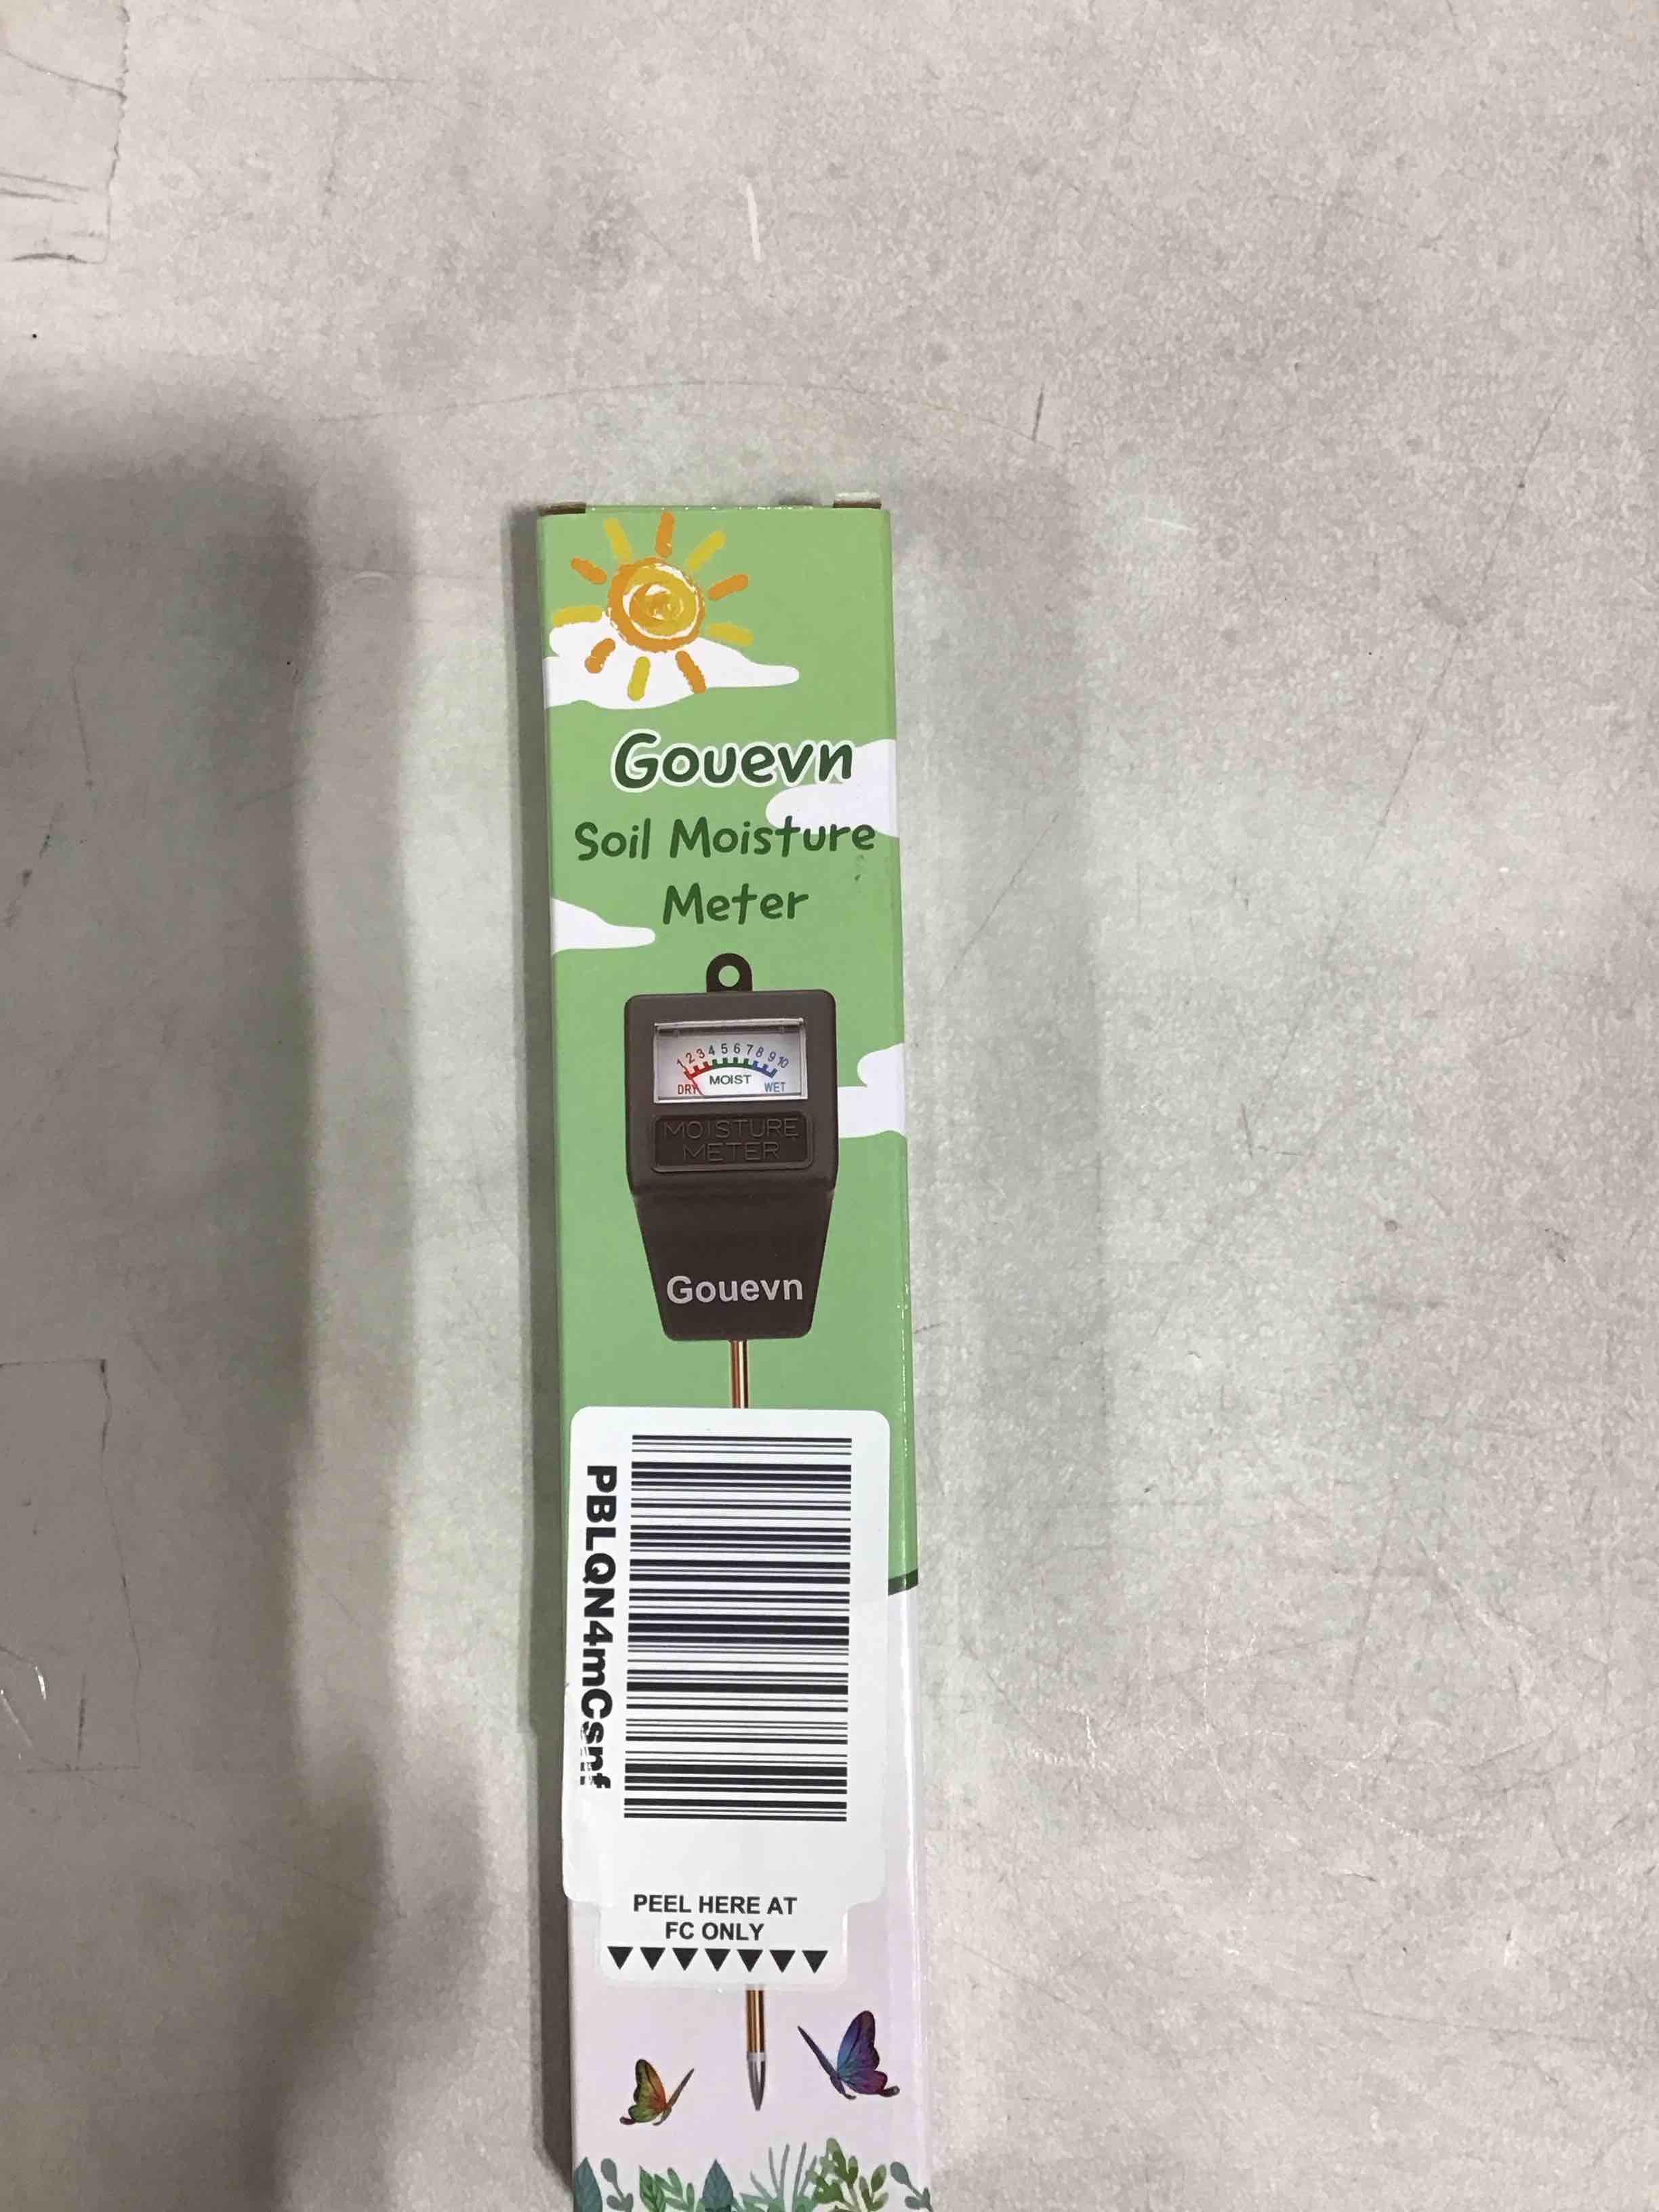 Gouevn
Soil Moisture
Meter
1 2 3 4 5 6 7 8 9 10
DRY MOIST WET
MOISTURE
METER
Gouevn
PBLQN4mCsnf
PEEL HERE AT
FC ONLY